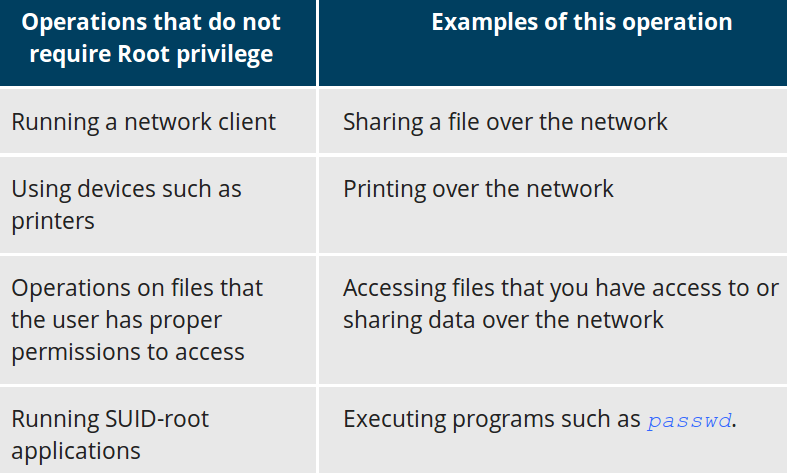 Operations that do not
require Root privilege
Examples of this operation
Running a network client
Sharing a file over the network
Using devices such as
printers
Printing over the network
Operations on files that
the user has proper
permissions to access
Accessing files that you have access to or
sharing data over the network
Running SUID-root
applications
Executing programs such as passwd.